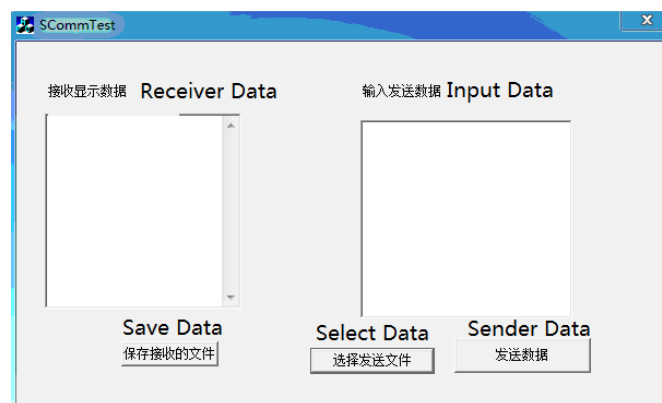 SCommTest
接收显示数据 Receiver Data
输入发送数据 Input Data
Save Data
保存接收的文件
Select Data
选择发送文件
Sender Data
发送数据